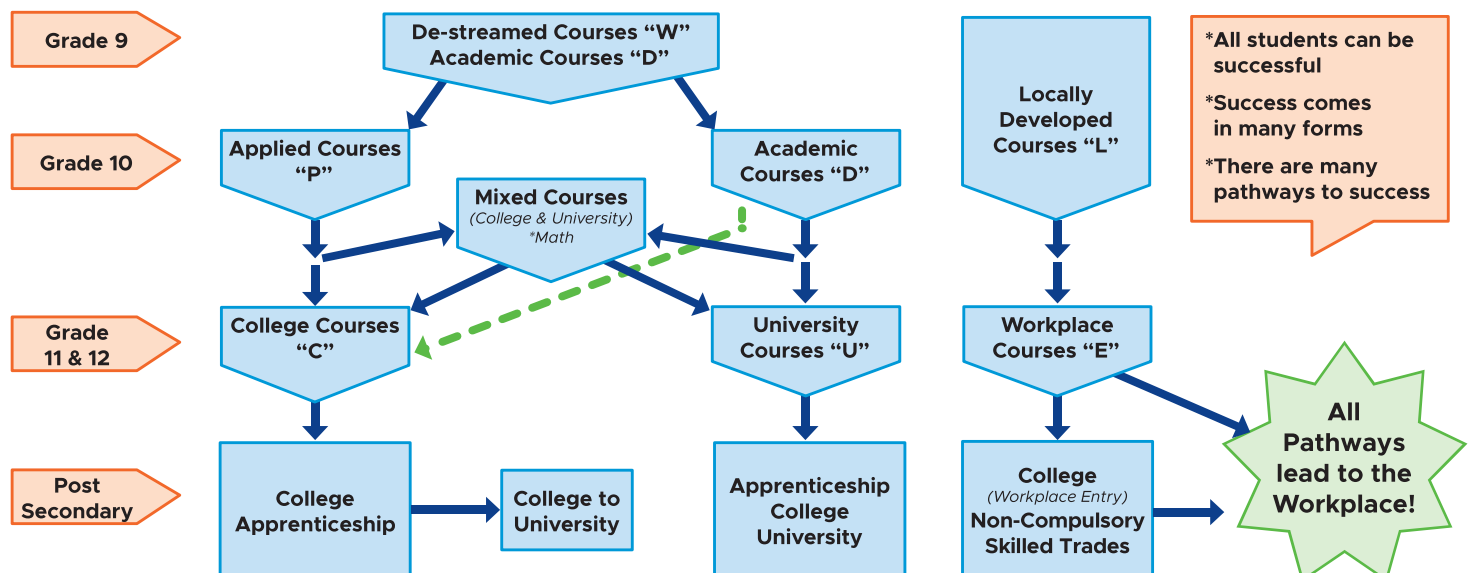 Grade 9
De-streamed Courses “W”
Academic Courses “D”
Locally
Developed
Courses “L”
*All students can be
successful
*Success comes
in many forms
*There are many
pathways to success
Grade 10
Applied Courses
“P”
Mixed Courses
(College & University)
*Math
Academic
Courses “D”
Grade
11 & 12
College Courses
“C”
University
Courses “U”
Workplace
Courses “E”
Post
Secondary
College
Apprenticeship
College to
University
Apprenticeship
College
University
College
(Workplace Entry)
Non-Compulsory
Skilled Trades
All
Pathways
lead to the
Workplace!